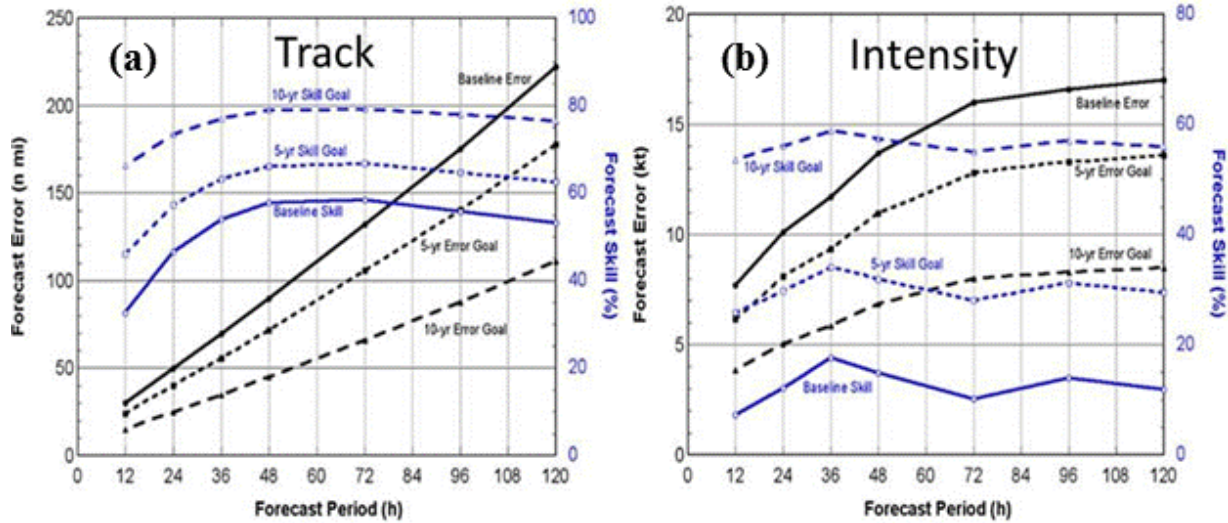 (a) Track
250
200
150
100
50
0
Forecast Error (n mi)
100
80
60
40
20
0
Forecast Skill (%)
10-yr Skill Goal
5-yr Skill Goal
Baseline Skill
Baseline Error
5-yr Error Goal
10-yr Error Goal
0 12 24 36 48 60 72 84 96 108 120
Forecast Period (h)
(b) Intensity
20
15
10
5
0
Forecast Error (kt)
80
60
40
20
0
Forecast Skill (%)
Baseline Error
10-yr Skill Goal
5-yr Error Goal
10-yr Error Goal
5-yr Skill Goal
Baseline Skill
0 12 24 36 48 60 72 84 96 108 120
Forecast Period (h)